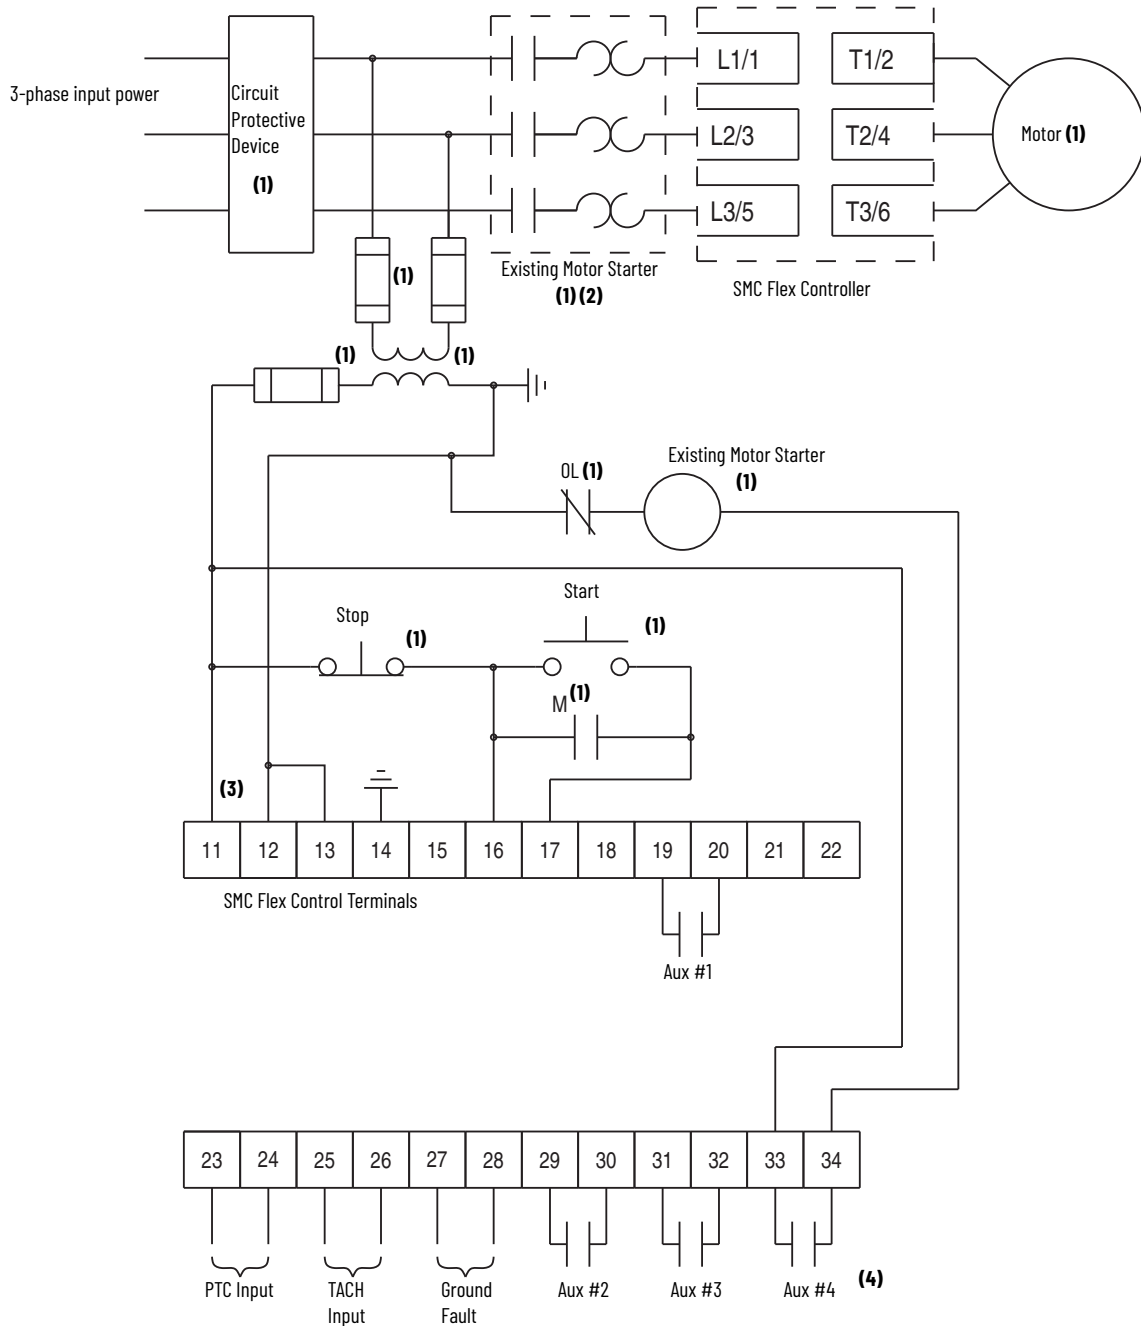 L1/1
T1/2
3-phase input power
Circuit
Protective
Device
(1)
L2/3
T2/4
Motor (1)
L3/5
T3/6
Existing Motor Starter
(1) (2)
SMC Flex Controller
(1)
(1)
(1)
Existing Motor Starter
(1)
OL (1)
Start
(1)
Stop
(1)
M (1)
(3)
11 12 13 14 15 16 17 18 19 20 21 22
SMC Flex Control Terminals
Aux #1
23 24 25 26 27 28 29 30 31 32 33 34
PTC Input
TACH
Input
Ground
Fault
Aux #2
Aux #3
Aux #4
(4)